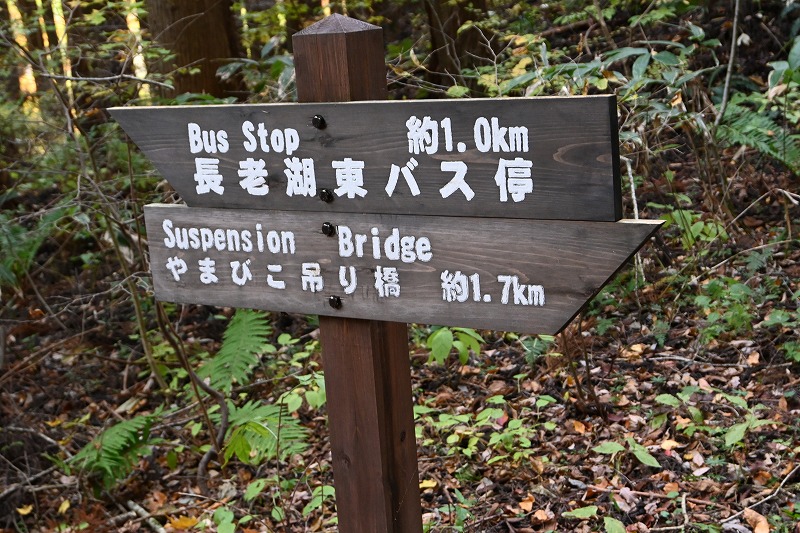 Bus Stop 約1.0km
長老湖東バス停
Suspension Bridge
やまびこ吊り橋 約1.7km